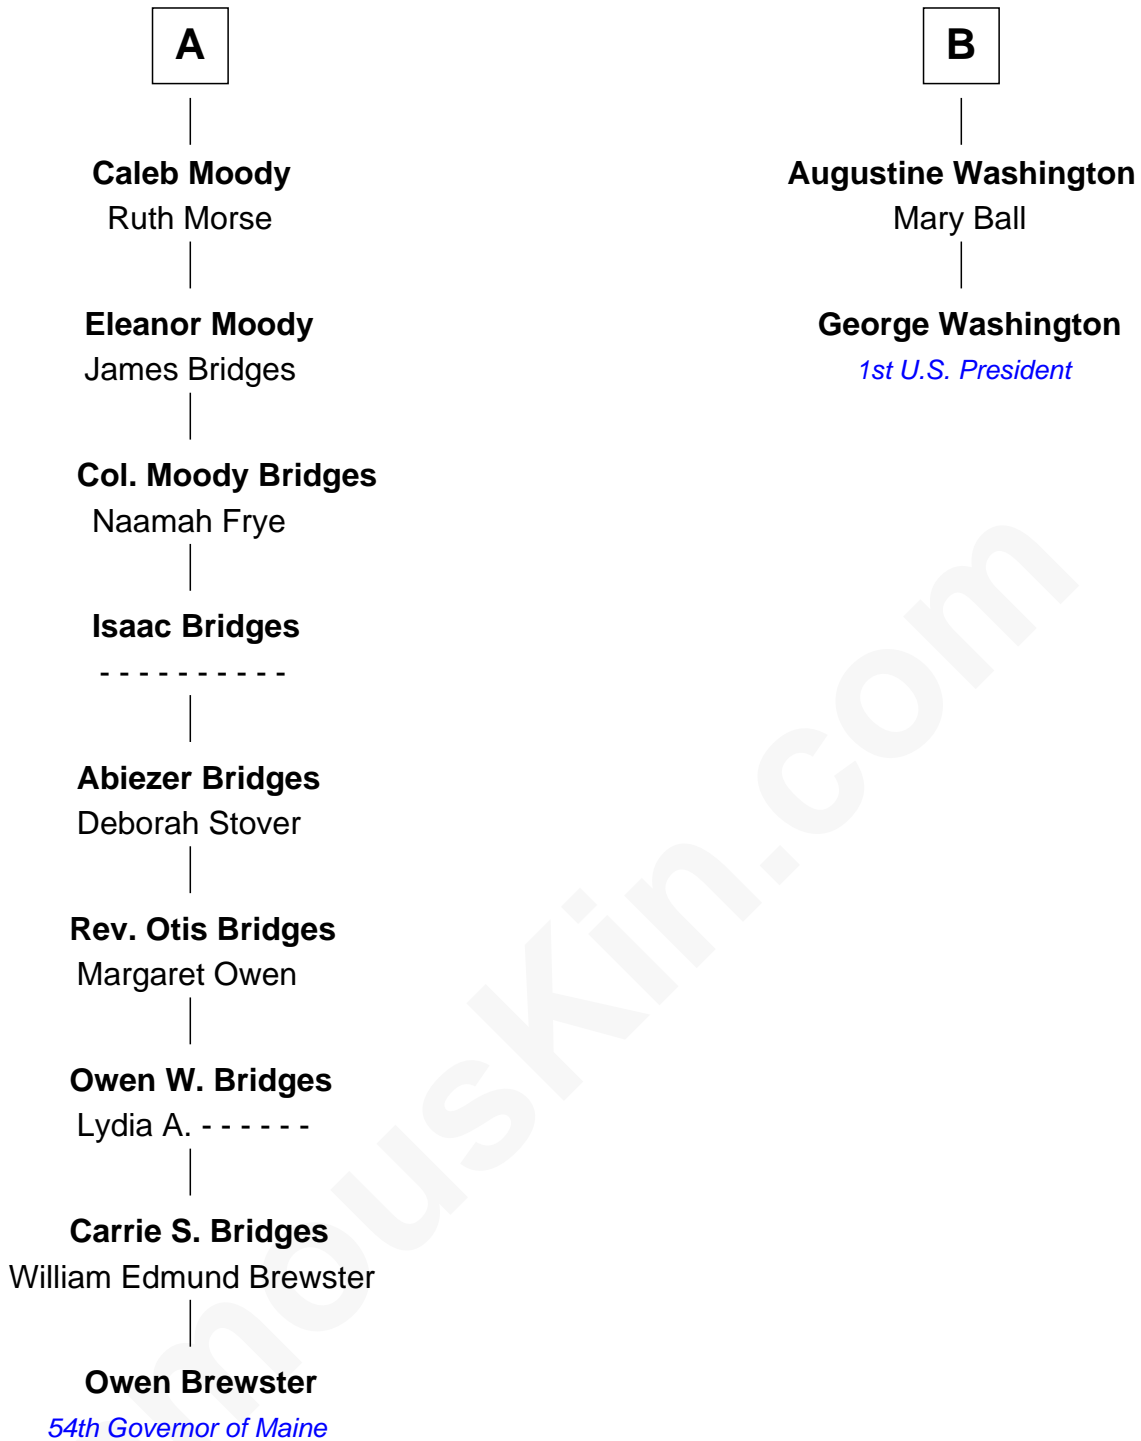 A
Caleb Moody
Ruth Morse
Eleanor Moody
James Bridges
Col. Moody Bridges
Naamah Frye
Isaac Bridges
- - - - - - - - - -
Abiezer Bridges
Deborah Stover
Rev. Otis Bridges
Margaret Owen
Owen W. Bridges
Lydia A. - - - - - -
Carrie S. Bridges
William Edmund Brewster
Owen Brewster
54th Governor of Maine
B
Augustine Washington
Mary Ball
George Washington
1st U.S. President
mousKin.com